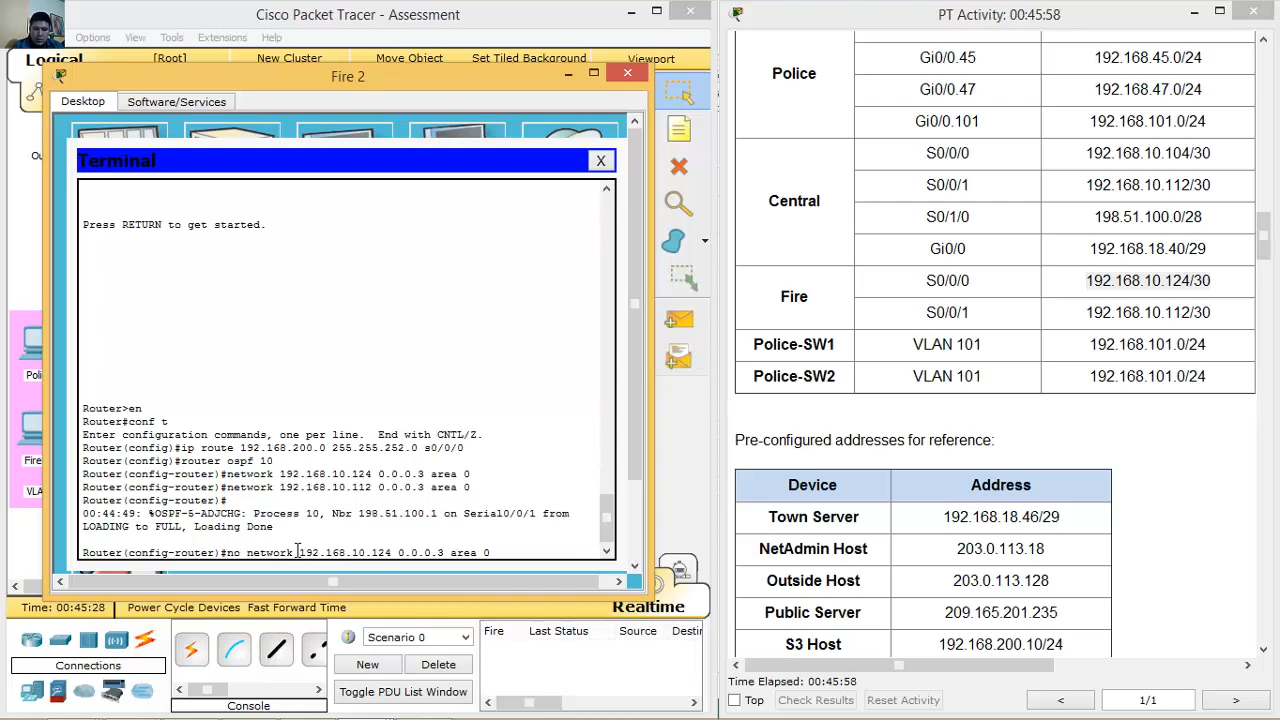 Cisco Packet Tracer - Assessment
Options View Tools Extensions Help
Logical [Root] New Cluster Move Object Set Tiled Background Viewport
Fire 2
Desktop Software/Services
Terminal X
Press RETURN to get started.
Router>en
Router#conf t
Enter configuration commands, one per line. End with CNTL/Z.
Router(config)#ip route 192.168.200.0 255.255.252.0 s0/0/0
Router(config)#router ospf 10
Router(config-router)#network 192.168.10.124 0.0.0.3 area 0
Router(config-router)#network 192.168.10.112 0.0.0.3 area 0
Router(config-router)#
00:44:49: %OSPF-5-ADJCHG: Process 10, Nbr 198.51.100.1 on Serial0/0/1 from
LOADING to FULL, Loading Done
Router(config-router)#no network 192.168.10.124 0.0.0.3 area 0
Time: 00:45:28 Power Cycle Devices Fast Forward Time Realtime
Connections
Scenario 0
New Delete
Toggle PDU List Window
Console
Fire Last Status Source
PT Activity: 00:45:58
Police
Gi0/0.45 192.168.45.0/24
Gi0/0.47 192.168.47.0/24
Gi0/0.101 192.168.101.0/24
Central
S0/0/0 192.168.10.104/30
S0/0/1 192.168.10.112/30
S0/1/0 198.51.100.0/28
Gi0/0 192.168.18.40/29
Fire
S0/0/0 192.168.10.124/30
S0/0/1 192.168.10.112/30
Police-SW1 VLAN 101 192.168.101.0/24
Police-SW2 VLAN 101 192.168.101.0/24
Pre-configured addresses for reference:
Device Address
Town Server 192.168.18.46/29
NetAdmin Host 203.0.113.18
Outside Host 203.0.113.128
Public Server 209.165.201.235
S3 Host 192.168.200.10/24
Time Elapsed: 00:45:58
Top Check Results Reset Activity < 1/1 >